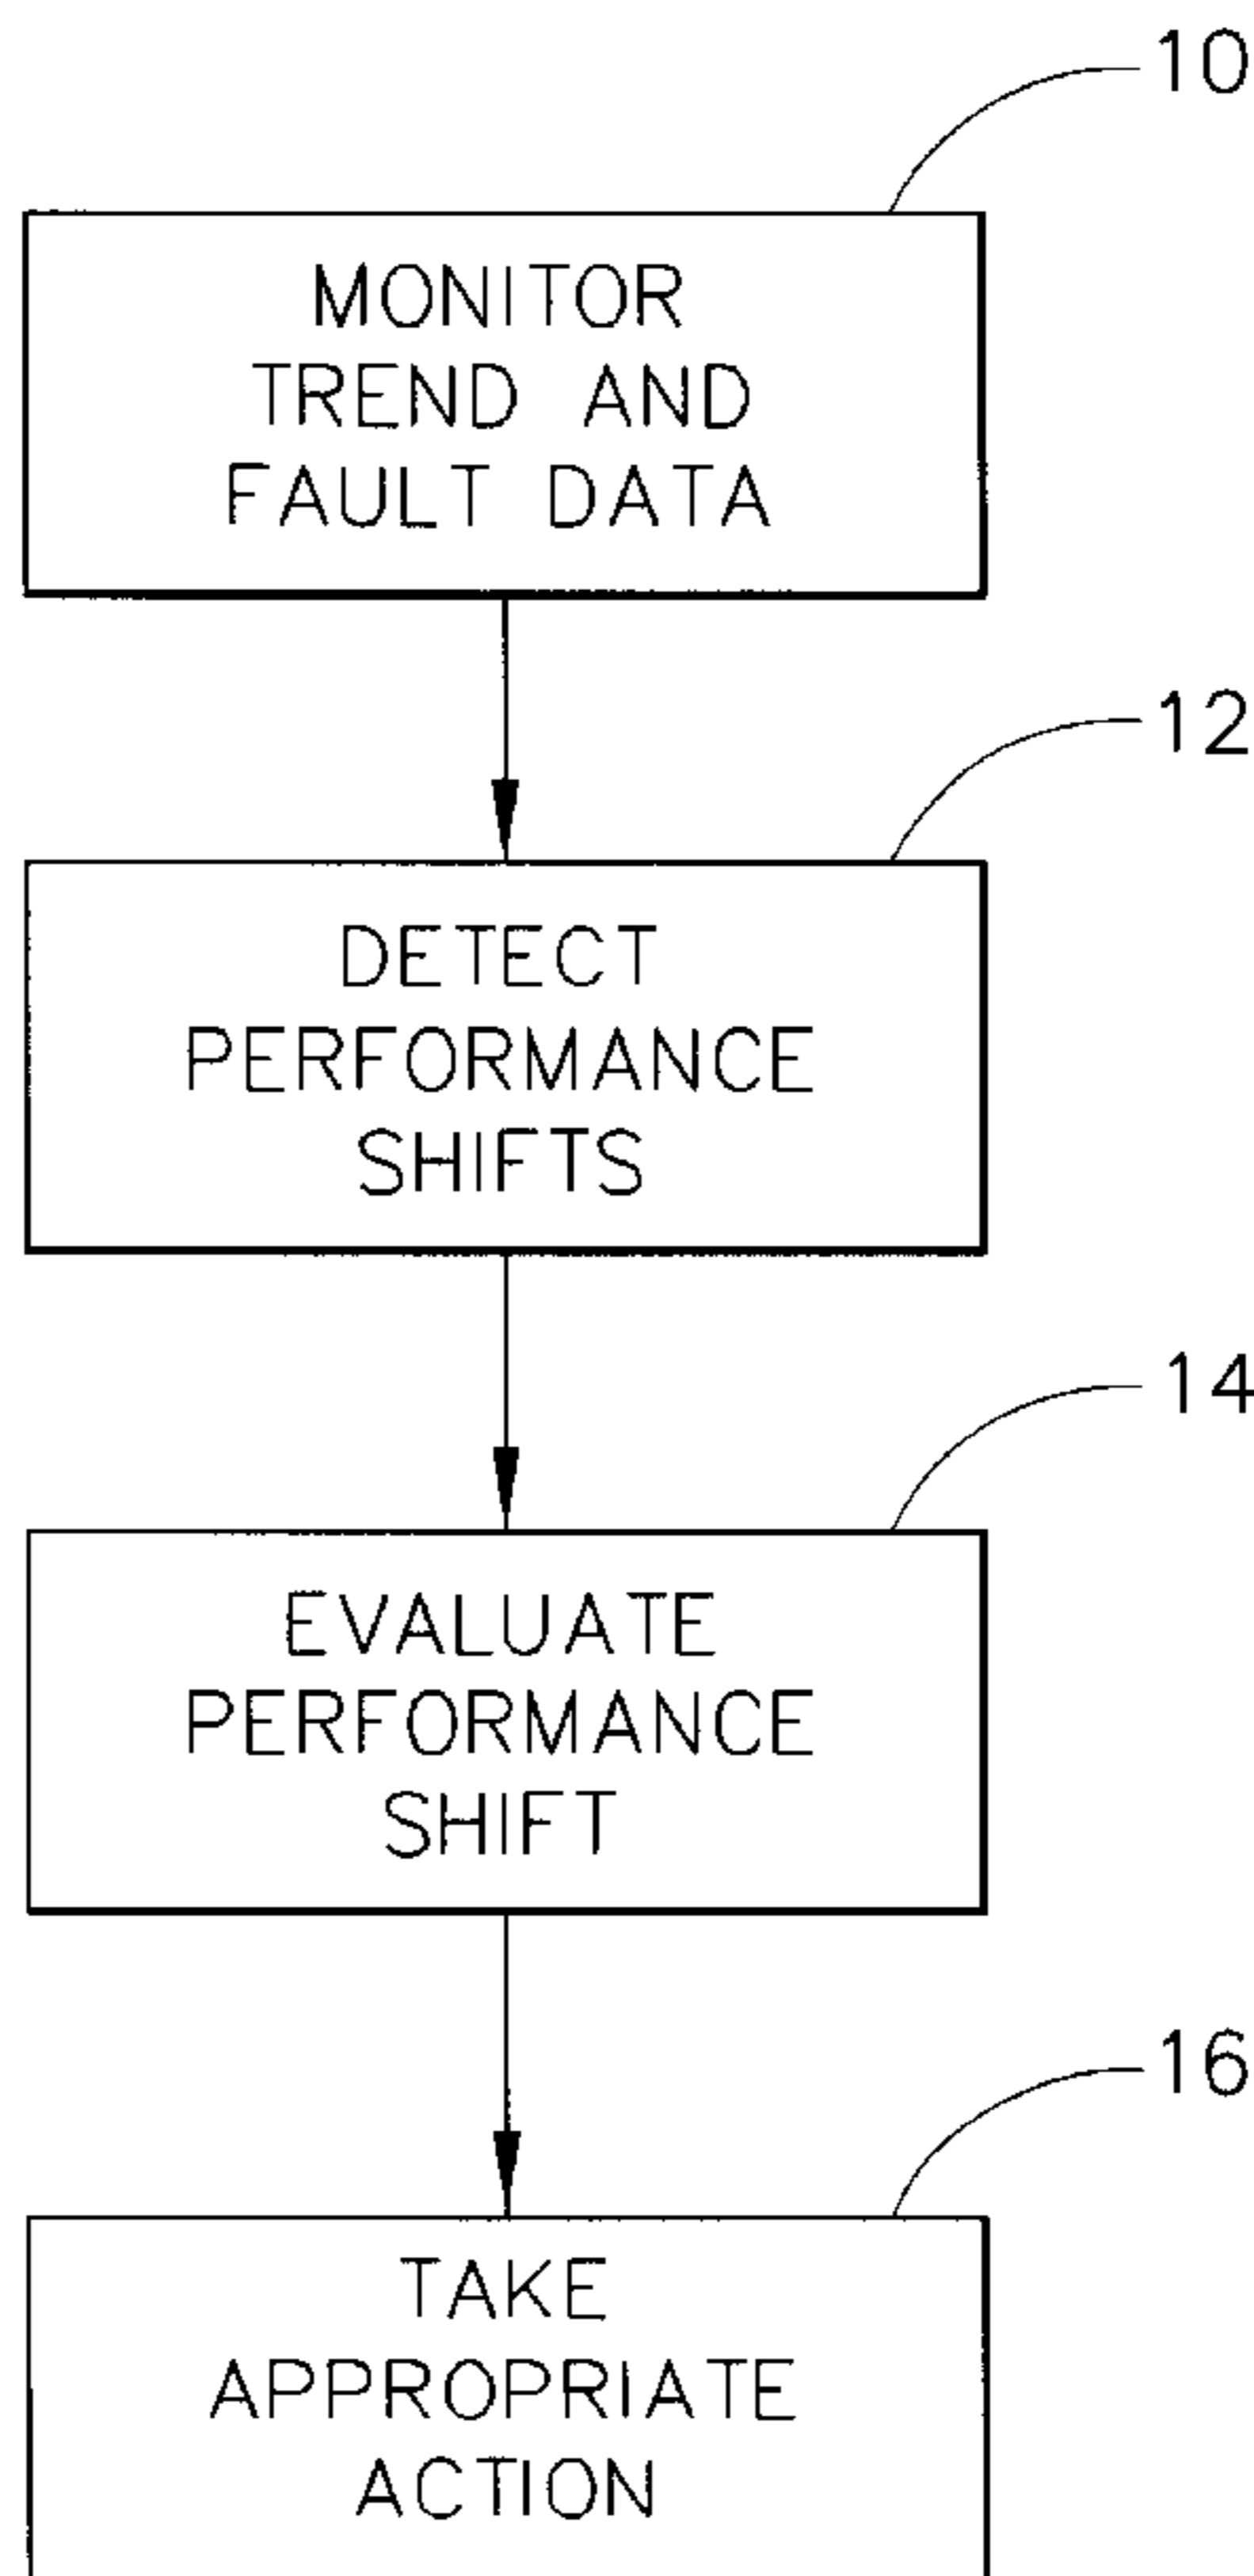 10
MONITOR
TREND AND
FAULT DATA
12
DETECT
PERFORMANCE
SHIFTS
14
EVALUATE
PERFORMANCE
SHIFT
16
TAKE
APPROPRIATE
ACTION